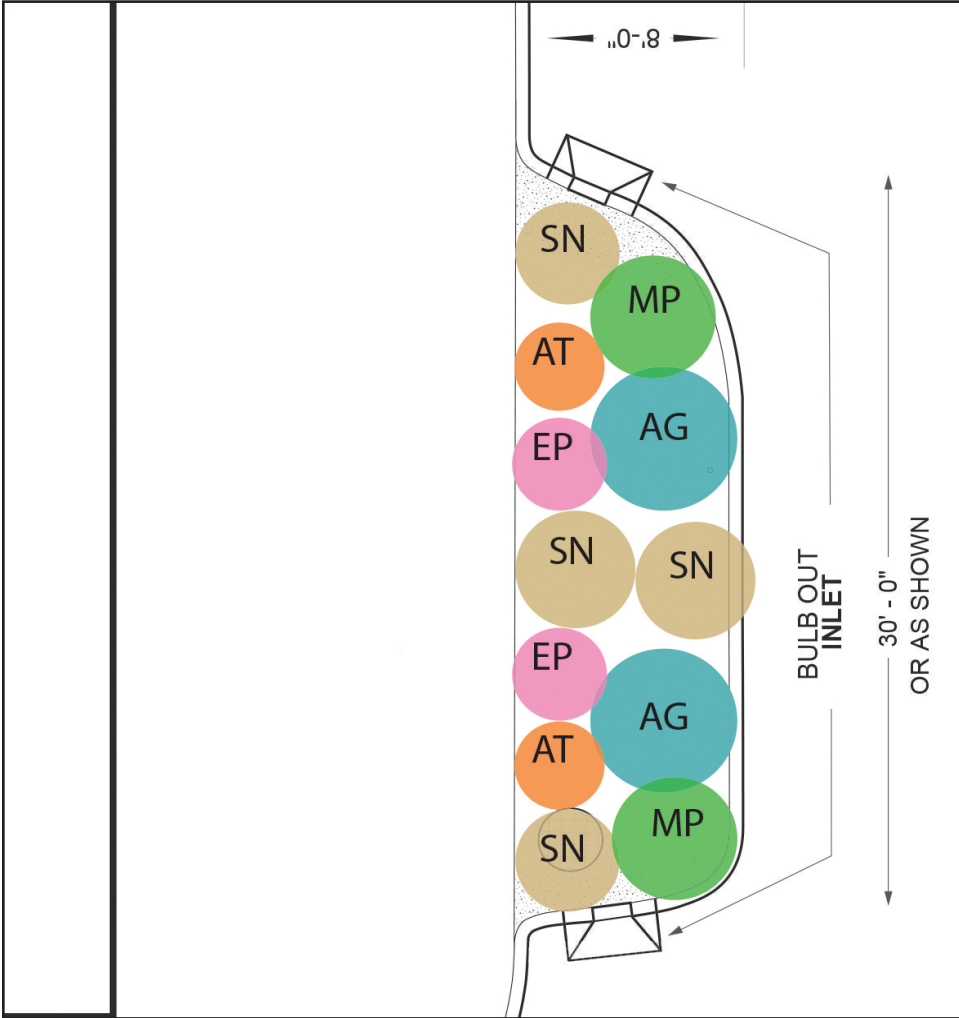 8'-0"
SN
MP
AT
AG
EP
SN
SN
BULB OUT
INLET
30' - 0"
OR AS SHOWN
EP
AG
AT
MP
SN